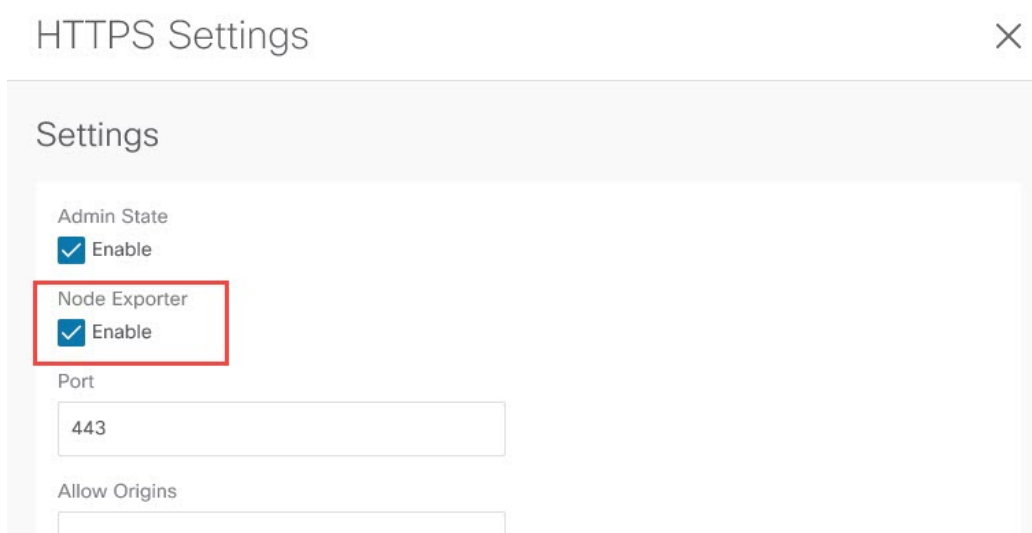 HTTPS Settings
Settings
Admin State
Enable
Node Exporter
Enable
Port
443
Allow Origins